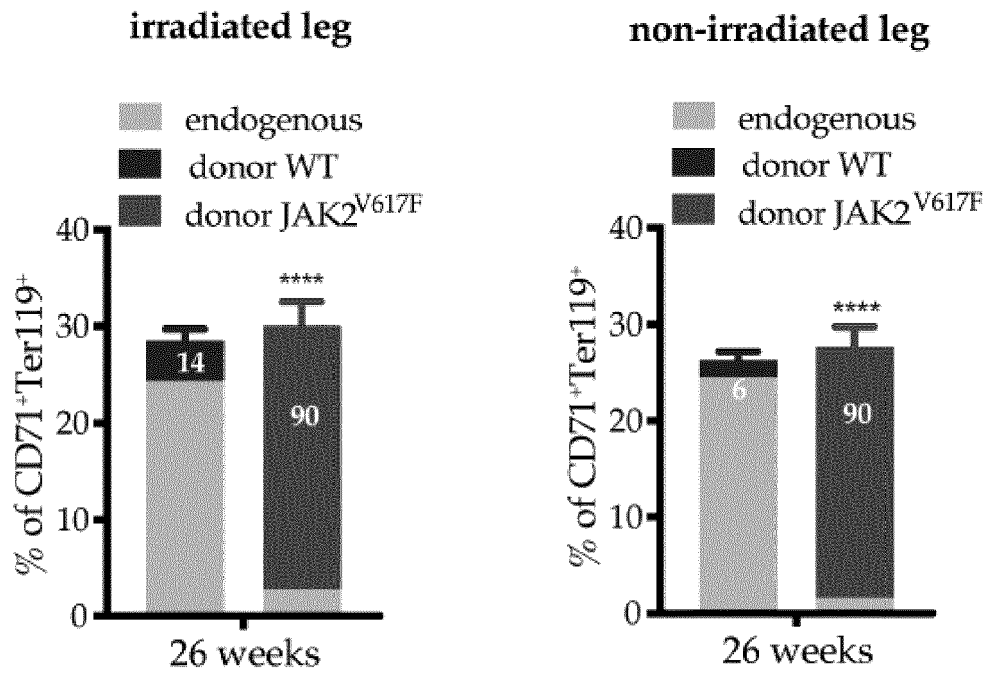 irradiated leg
endogenous
donor WT
donor JAK2V617F
40
30
20
10
0
% of CD71+Ter119+
****
14
90
26 weeks
non-irradiated leg
endogenous
donor WT
donor JAK2V617F
40
30
20
10
0
% of CD71+Ter119+
****
6
90
26 weeks